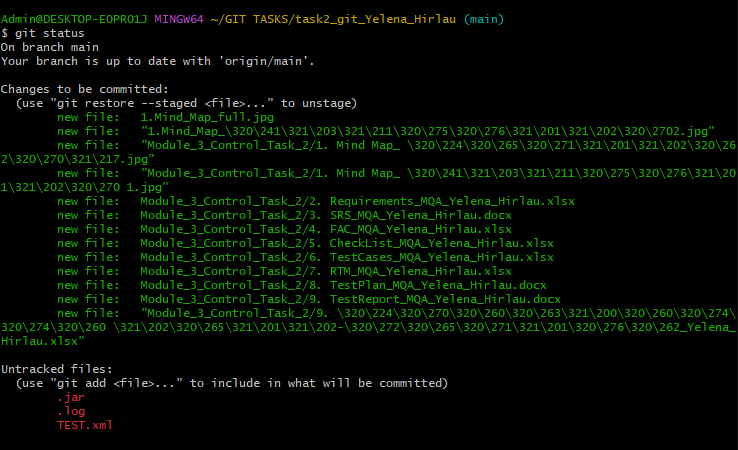 Admin@DESKTOP-EOPRO1J MINGW64 ~/GIT TASKS/task2_git_Yelena_Hirlau (main)
$ git status
On branch main
Your branch is up to date with 'origin/main'.

Changes to be committed:
  (use "git restore --staged <file>..." to unstage)
        new file:   1.Mind_Map_full.jpg
        new file:   "1.Mind_Map_\320\241\321\203\321\211\320\275\320\276\321\201\321\202\320\2702.jpg"
        new file:   "Module_3_Control_Task_2/1. Mind Map_ \320\224\320\265\320\271\321\201\321\202\320\26
2\320\270\321\217.jpg"
        new file:   "Module_3_Control_Task_2/1. Mind Map_ \320\241\321\203\321\211\320\275\320\276\321\20
1\321\202\320\270 1.jpg"
        new file:   Module_3_Control_Task_2/2. Requirements_MQA_Yelena_Hirlau.xlsx
        new file:   Module_3_Control_Task_2/3. SRS_MQA_Yelena_Hirlau.docx
        new file:   Module_3_Control_Task_2/4. FAC_MQA_Yelena_Hirlau.xlsx
        new file:   Module_3_Control_Task_2/5. CheckList_MQA_Yelena_Hirlau.xlsx
        new file:   Module_3_Control_Task_2/6. TestCases_MQA_Yelena_Hirlau.xlsx
        new file:   Module_3_Control_Task_2/7. RTM_MQA_Yelena_Hirlau.xlsx
        new file:   Module_3_Control_Task_2/8. TestPlan_MQA_Yelena_Hirlau.docx
        new file:   Module_3_Control_Task_2/9. TestReport_MQA_Yelena_Hirlau.docx
        new file:   "Module_3_Control_Task_2/9. \320\224\320\270\320\260\320\263\321\200\320\260\320\274\
320\274\320\260 \321\202\320\265\321\201\321\202-\320\272\320\265\320\271\321\201\320\276\320\262_Yelena_
Hirlau.xlsx"

Untracked files:
  (use "git add <file>..." to include in what will be committed)
        .jar
        .log
        TEST.xml